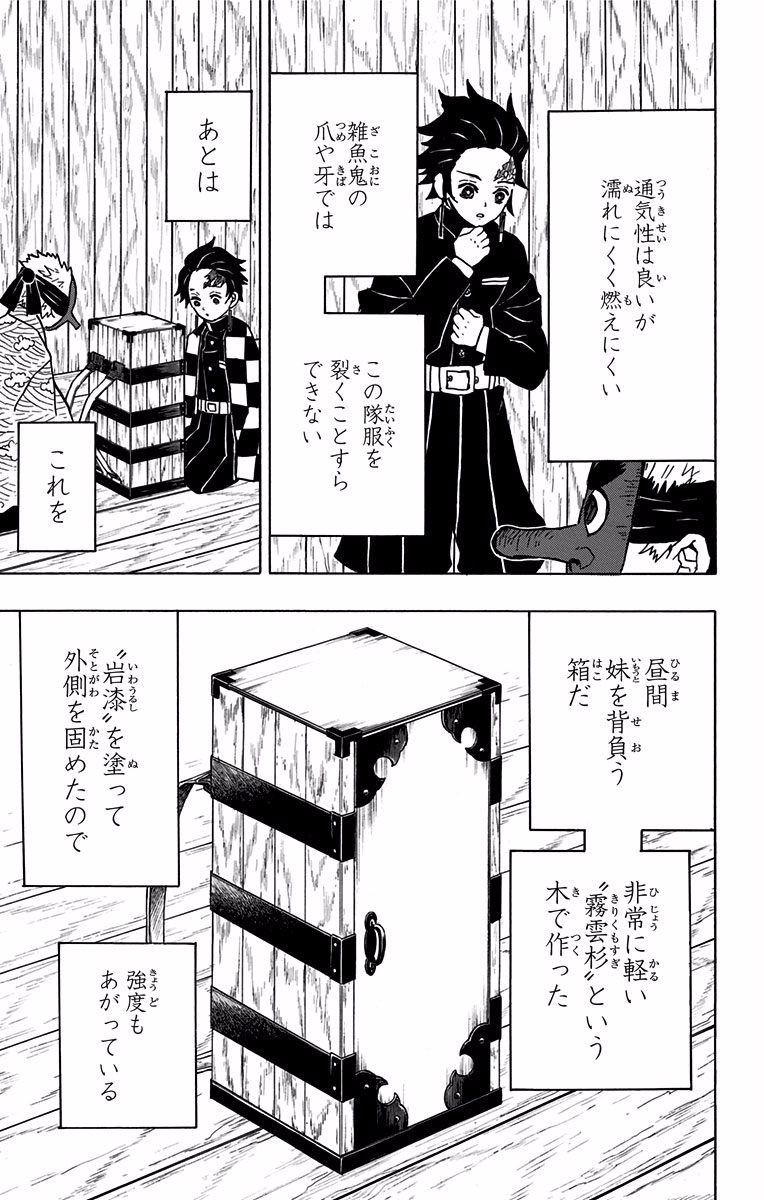 通気性は良いが
濡れにくく燃えにくい
雑魚鬼の
爪や牙では
この隊服を
裂くことすら
できない
あとは
これを
昼間
妹を背負う
箱だ
非常に軽い
〝霧雲杉〟という
木で作った
〝岩漆〟を塗って
外側を固めたので
強度も
あがっている